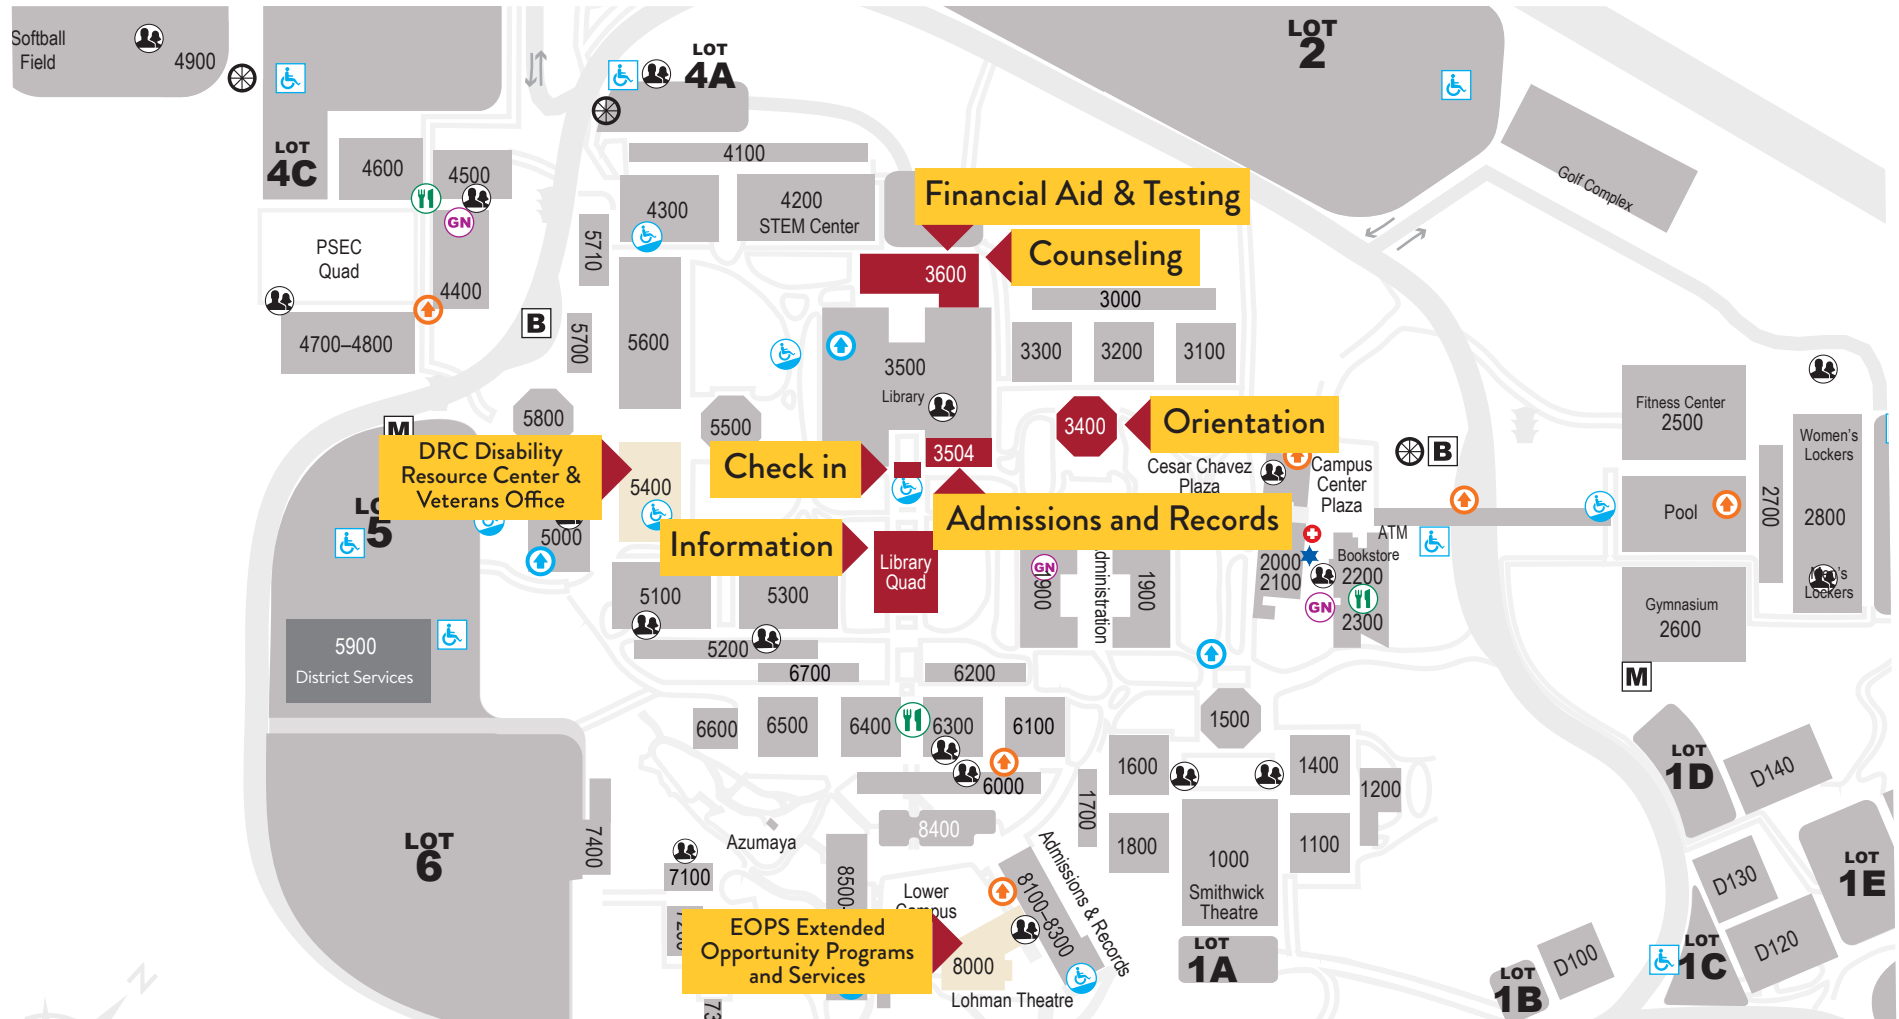 Softball
Field
4900
LOT
4C
4600
4500
GN
4400
PSEC
Quad
4700–4800
LOT
4A
4100
4300
4200
STEM Center
5710
5700
5600
B
Financial Aid & Testing
Counseling
3600
3000
3300
3200
3100
3500
Library
3504
3400
Orientation
LOT
2
Golf Complex
5800
5500
M
DRC Disability
Resource Center &
Veterans Office
5400
Check in
Admissions and Records
Information
Library
Quad
Cesar Chavez
Plaza
Campus
Center
Plaza
B
ATM
Bookstore
2000
2100
2200
2300
GN
GN
1900
Fitness Center
2500
Pool
2700
Women's
Lockers
2800
Lockers
Gymnasium
2600
M
5
5000
5100
5300
5200
5900
District Services
6700
6200
6600
6500
6400
6300
6100
6000
1500
1600
1400
1200
1700
1800
1100
1000
Smithwick
Theatre
LOT
6
7400
7100
Azumaya
8400
Lower
8100–8300
Admissions & Records
EOPS Extended
Opportunity Programs
and Services
8000
Lohman Theatre
LOT
1A
LOT
1B
D100
LOT
1C
D120
D130
LOT
1D
D140
LOT
1E
N